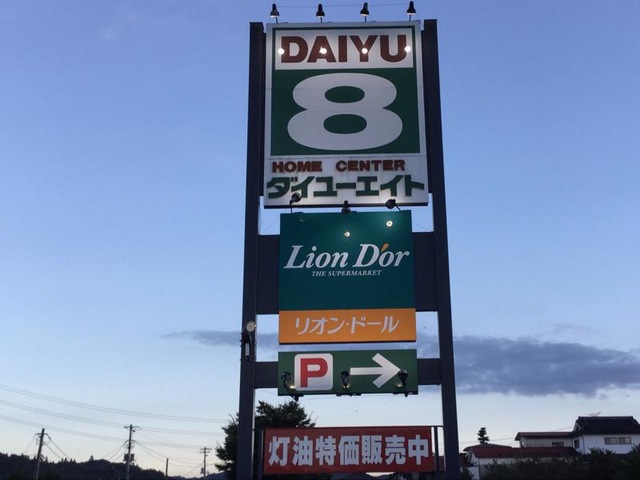 DAIYU
8
HOME CENTER
ダイユーエイト
Lion D'or
THE SUPERMARKET
リオン・ドール
P
灯油特価販売中